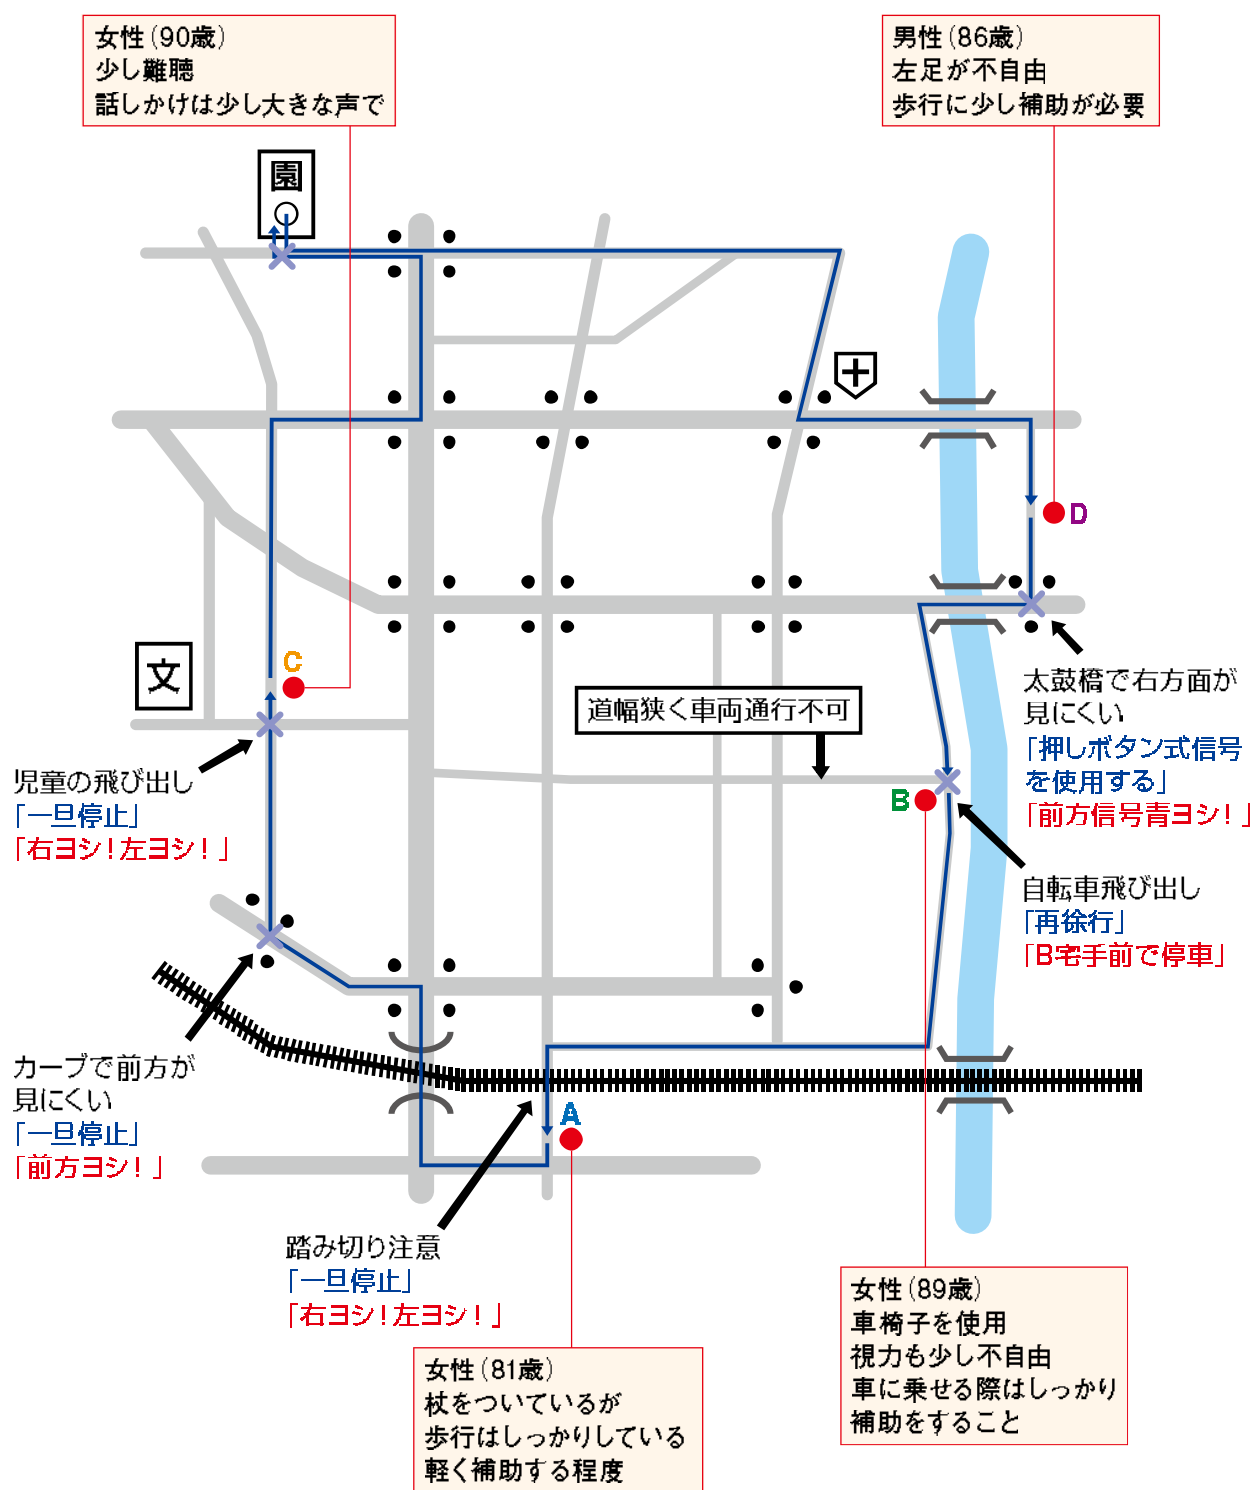 女性（90歳）
少し難聴
話しかけは少し大きな声で
男性（86歳）
左足が不自由
歩行に少し補助が必要
園
D
文
C
道幅狭く車両通行不可
太鼓橋で右方面が
見にくい
「押しボタン式信号
を使用する」
「前方信号青ヨシ！」
児童の飛び出し
「一旦停止」
「右ヨシ！左ヨシ！」
B
自転車飛び出し
「再徐行」
「B宅手前で停車」
カーブで前方が
見にくい
「一旦停止」
「前方ヨシ！」
A
踏み切り注意
「一旦停止」
「右ヨシ！左ヨシ！」
女性（89歳）
車椅子を使用
視力も少し不自由
車に乗せる際はしっかり
補助をすること
女性（81歳）
杖をついているが
歩行はしっかりしている
軽く補助する程度